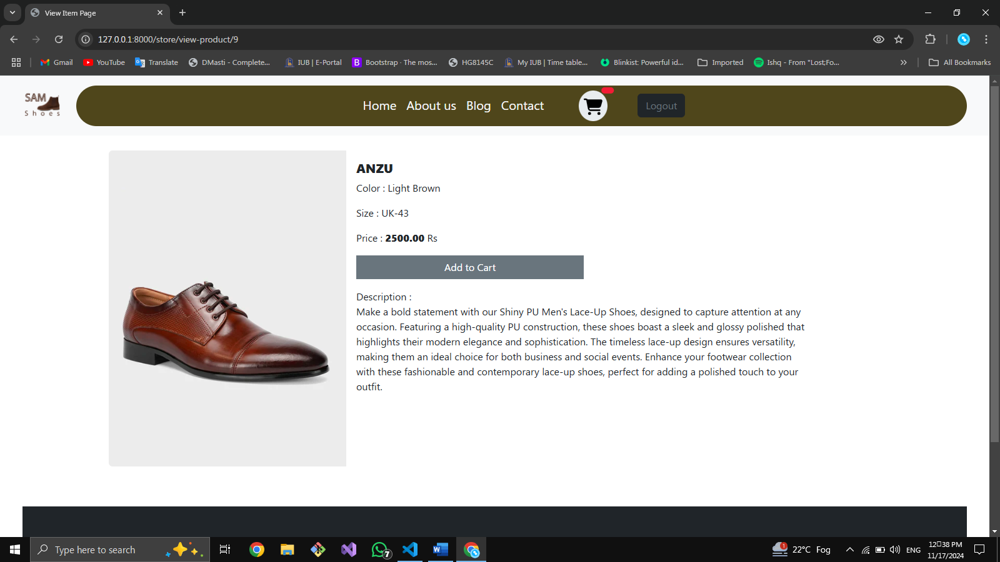 View Item Page
127.0.0.1:8000/store/view-product/9
Gmail
YouTube
Translate
DMasti - Complete...
IUB | E-Portal
Bootstrap · The mos...
HG8145C
My IUB | Time table...
Blinkist: Powerful id...
Imported
Ishq - From "Lost;Fo...
All Bookmarks
SAM
Shoes
Home About us Blog Contact
Logout
ANZU
Color : Light Brown
Size : UK-43
Price : 2500.00 Rs
Add to Cart
Description :
Make a bold statement with our Shiny PU Men's Lace-Up Shoes, designed to capture attention at any
occasion. Featuring a high-quality PU construction, these shoes boast a sleek and glossy polished that
highlights their modern elegance and sophistication. The timeless lace-up design ensures versatility,
making them an ideal choice for both business and social events. Enhance your footwear collection
with these fashionable and contemporary lace-up shoes, perfect for adding a polished touch to your
outfit.
Type here to search
7
W
1
22°C Fog
ENG
12▯38 PM
11/17/2024